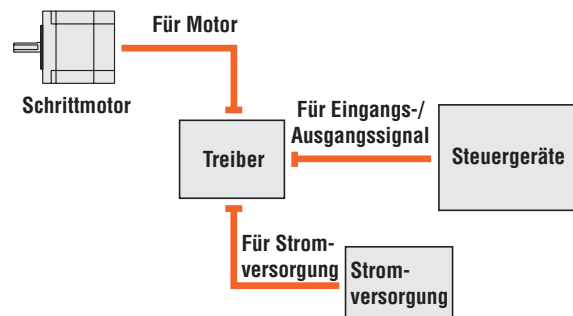 Für Motor
Schrittmotor
Für Eingangs-/
Ausgangssignal
Treiber
Steuergeräte
Für Strom-
versorgung
Strom-
versorgung